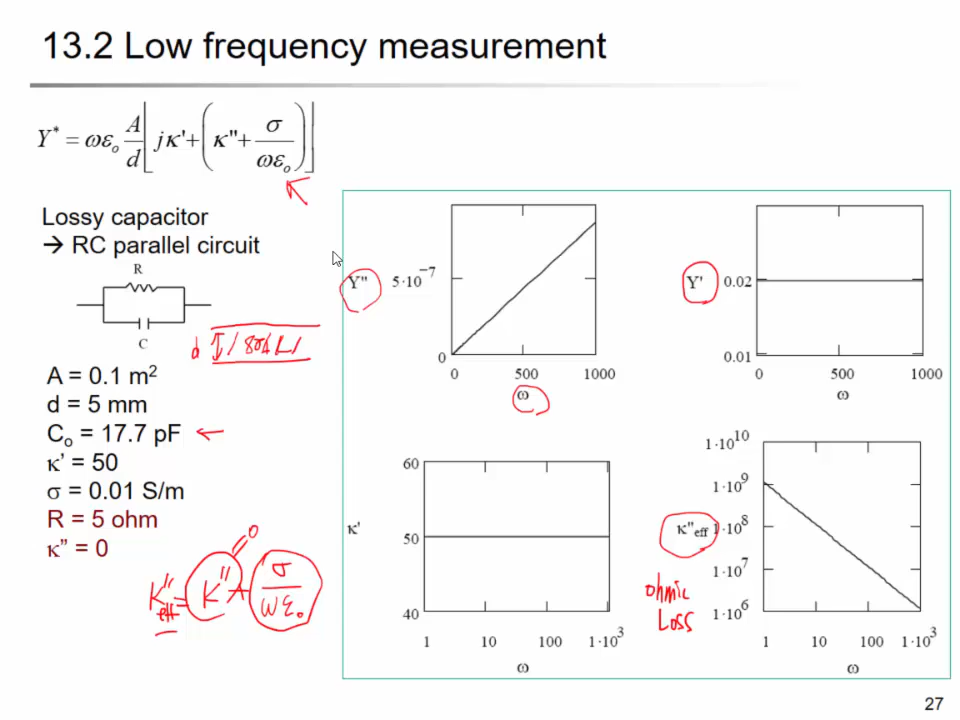 13.2 Low frequency measurement
Y* = ωε₀ A/d [ jκ' + ( κ'' + σ/ωε₀ ) ]
Lossy capacitor
→ RC parallel circuit
R
C
d
A = 0.1 m²
d = 5 mm
Cₒ = 17.7 pF
κ' = 50
σ = 0.01 S/m
R = 5 ohm
κ" = 0
K''eff = K'' + σ/ωε₀
0
Y''
5·10⁻⁷
0
0 500 1000
ω
Y'
0.02
0.01
0 500 1000
ω
60
κ' 50
40
1 10 100 1·10³
ω
1·10¹⁰
1·10⁹
κ"eff 1·10⁸
1·10⁷
1·10⁶
1 10 100 1·10³
ω
ohmic
Loss
27